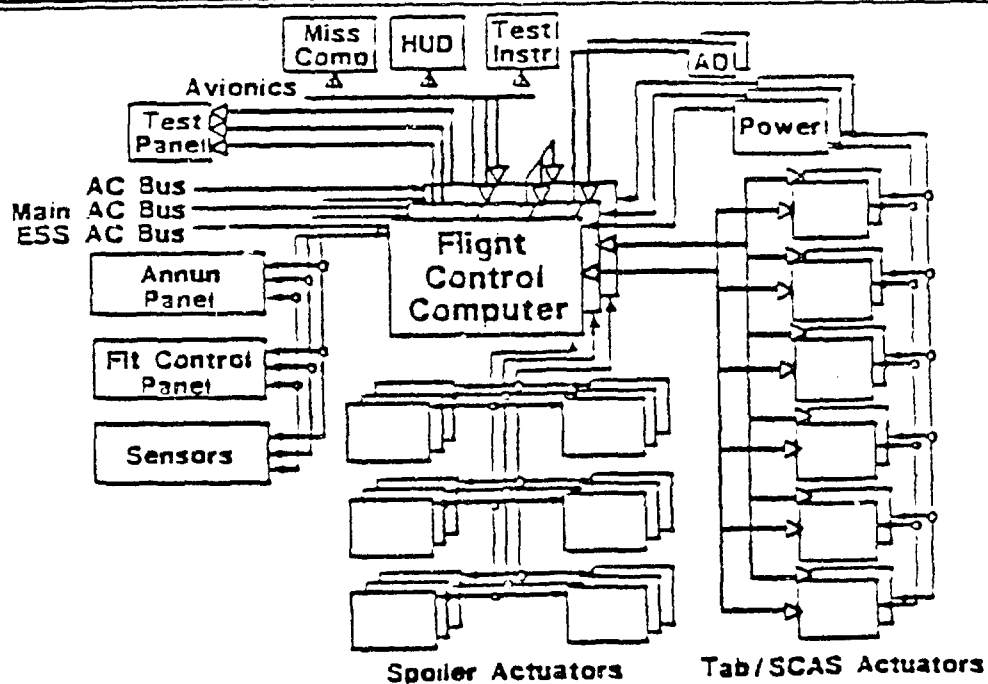 Miss
Comp
HUD
Test
Instr
AD
Avionics
Test
Panel
Power
AC Bus
Main AC Bus
ESS AC Bus
Flight
Control
Computer
Annun
Panel
Flt Control
Panel
Sensors
Spoiler Actuators
Tab/SCAS Actuators